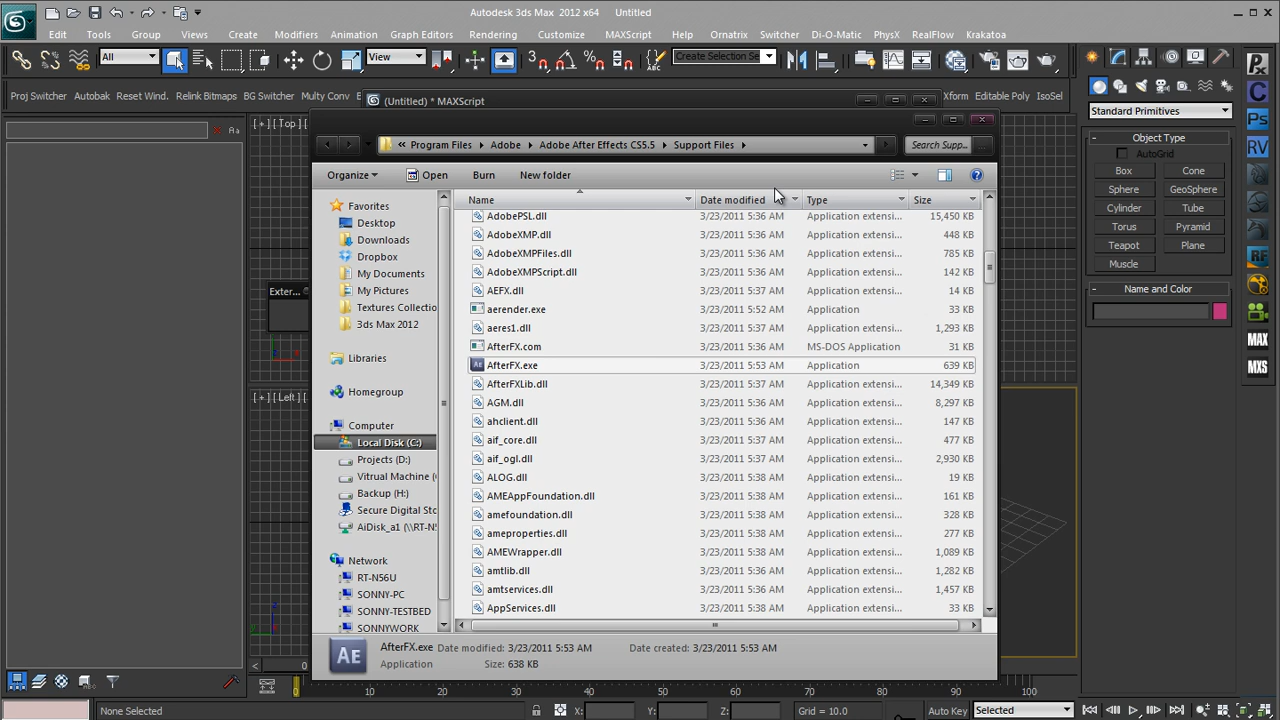 Autodesk 3ds Max 2012 x64 Untitled
Edit Tools Group Views Create Modifiers Animation Graph Editors Rendering Customize MAXScript Help Ornatrix Switcher Di-O-Matic PhysX RealFlow Krakatoa
All View Create Selection Se
Proj Switcher Autobak Reset Wind. Relink Bitmaps BG Switcher Multi Conv (Untitled) * MAXScript Xform Editable Poly IsoSel
[ + ] [ Top ]
Program Files Adobe Adobe After Effects CS5.5 Support Files Search Supp...
Organize Open Burn New folder
Name Date modified Type Size
Favorites
Desktop
Downloads
Dropbox
My Documents
My Pictures
Textures Collectio
3ds Max 2012
Libraries
Homegroup
Computer
Local Disk (C:)
Projects (D:)
Vitrual Machine (
Backup (H:)
Secure Digital Sto
AiDisk_a1 (\\RT-N5
Network
RT-N56U
SONNY-PC
SONNY-TESTBED
SONNYWORK
AdobePSL.dll 3/23/2011 5:36 AM Application extensi... 15,450 KB
AdobeXMP.dll 3/23/2011 5:36 AM Application extensi... 448 KB
AdobeXMPFiles.dll 3/23/2011 5:36 AM Application extensi... 785 KB
AdobeXMPScript.dll 3/23/2011 5:36 AM Application extensi... 142 KB
AEFX.dll 3/23/2011 5:37 AM Application extensi... 14 KB
aerender.exe 3/23/2011 5:52 AM Application 33 KB
aeres1.dll 3/23/2011 5:37 AM Application extensi... 1,293 KB
AfterFX.com 3/23/2011 5:36 AM MS-DOS Application 31 KB
AfterFX.exe 3/23/2011 5:53 AM Application 639 KB
AfterFXLib.dll 3/23/2011 5:37 AM Application extensi... 14,349 KB
AGM.dll 3/23/2011 5:36 AM Application extensi... 8,297 KB
ahclient.dll 3/23/2011 5:36 AM Application extensi... 147 KB
aif_core.dll 3/23/2011 5:37 AM Application extensi... 477 KB
aif_ogl.dll 3/23/2011 5:37 AM Application extensi... 2,930 KB
ALOG.dll 3/23/2011 5:38 AM Application extensi... 19 KB
AMEAppFoundation.dll 3/23/2011 5:38 AM Application extensi... 161 KB
amefoundation.dll 3/23/2011 5:38 AM Application extensi... 328 KB
ameproperties.dll 3/23/2011 5:38 AM Application extensi... 277 KB
AMEWrapper.dll 3/23/2011 5:38 AM Application extensi... 1,089 KB
amtlib.dll 3/23/2011 5:36 AM Application extensi... 1,282 KB
amtservices.dll 3/23/2011 5:36 AM Application extensi... 1,457 KB
AppServices.dll 3/23/2011 5:38 AM Application extensi... 33 KB
AE
AfterFX.exe Date modified: 3/23/2011 5:53 AM Date created: 3/23/2011 5:53 AM
Application Size: 638 KB
Exter...
[ + ] [ Left ]
Standard Primitives
Object Type
AutoGrid
Box Cone
Sphere GeoSphere
Cylinder Tube
Torus Pyramid
Teapot Plane
Muscle
Name and Color
Px
C
Ps
RV
RF
MAX
MXS
0
0 10 20 30 40 50 60 70 80 90 100
None Selected X: Y: Z: Grid = 10.0 Auto Key Selected